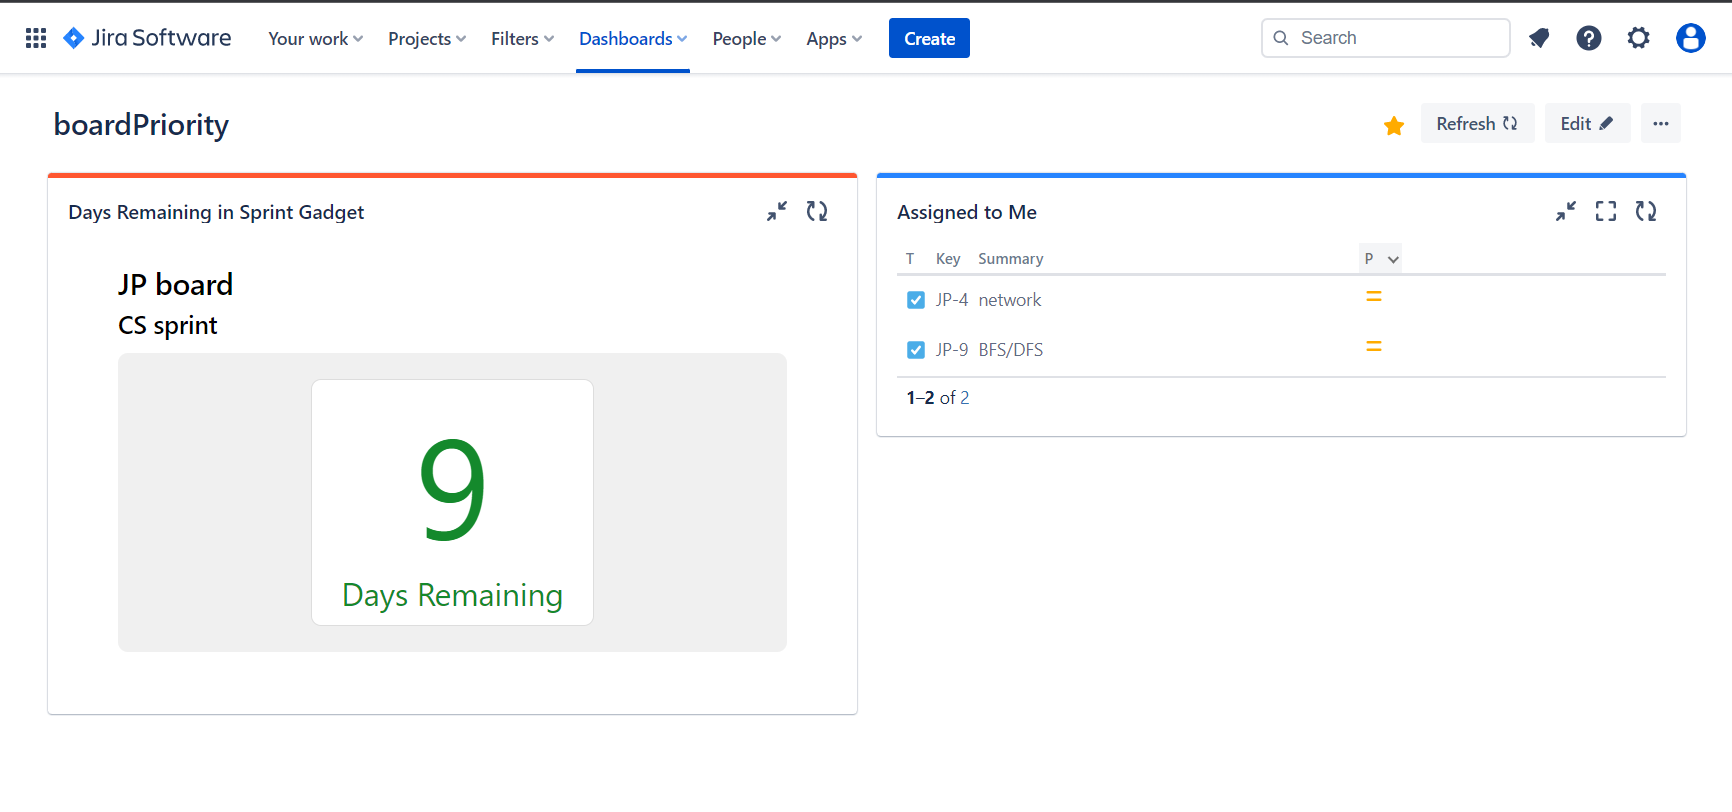 Jira Software Your work Projects Filters Dashboards People Apps Create Search
boardPriority
Refresh Edit
Days Remaining in Sprint Gadget
JP board
CS sprint
9
Days Remaining
Assigned to Me
T Key Summary P
JP-4 network
JP-9 BFS/DFS
1–2 of 2